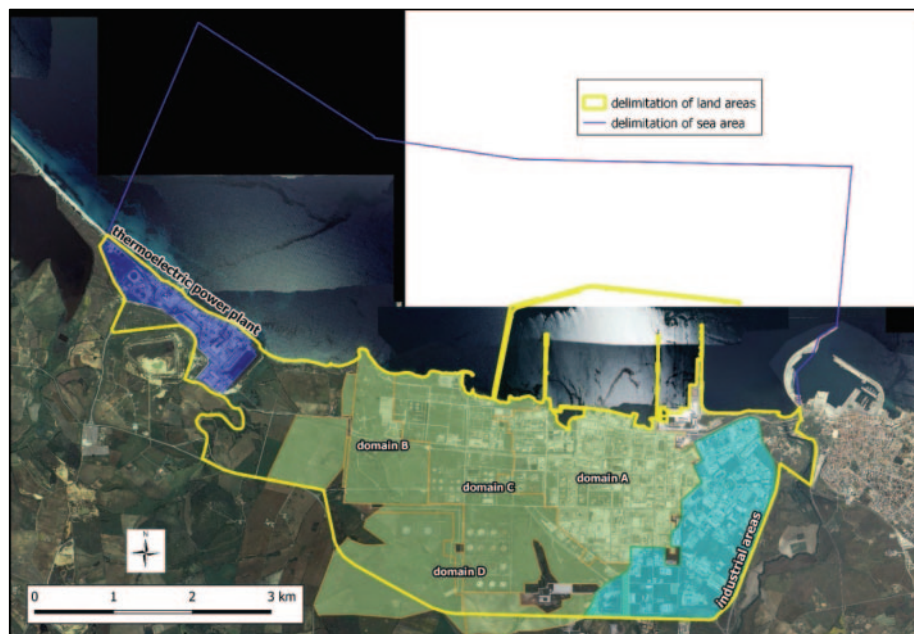 delimitation of land areas
delimitation of sea area
thermoelectric power plant
domain B
domain A
domain C
domain D
industrial areas
N
0 1 2 3 km